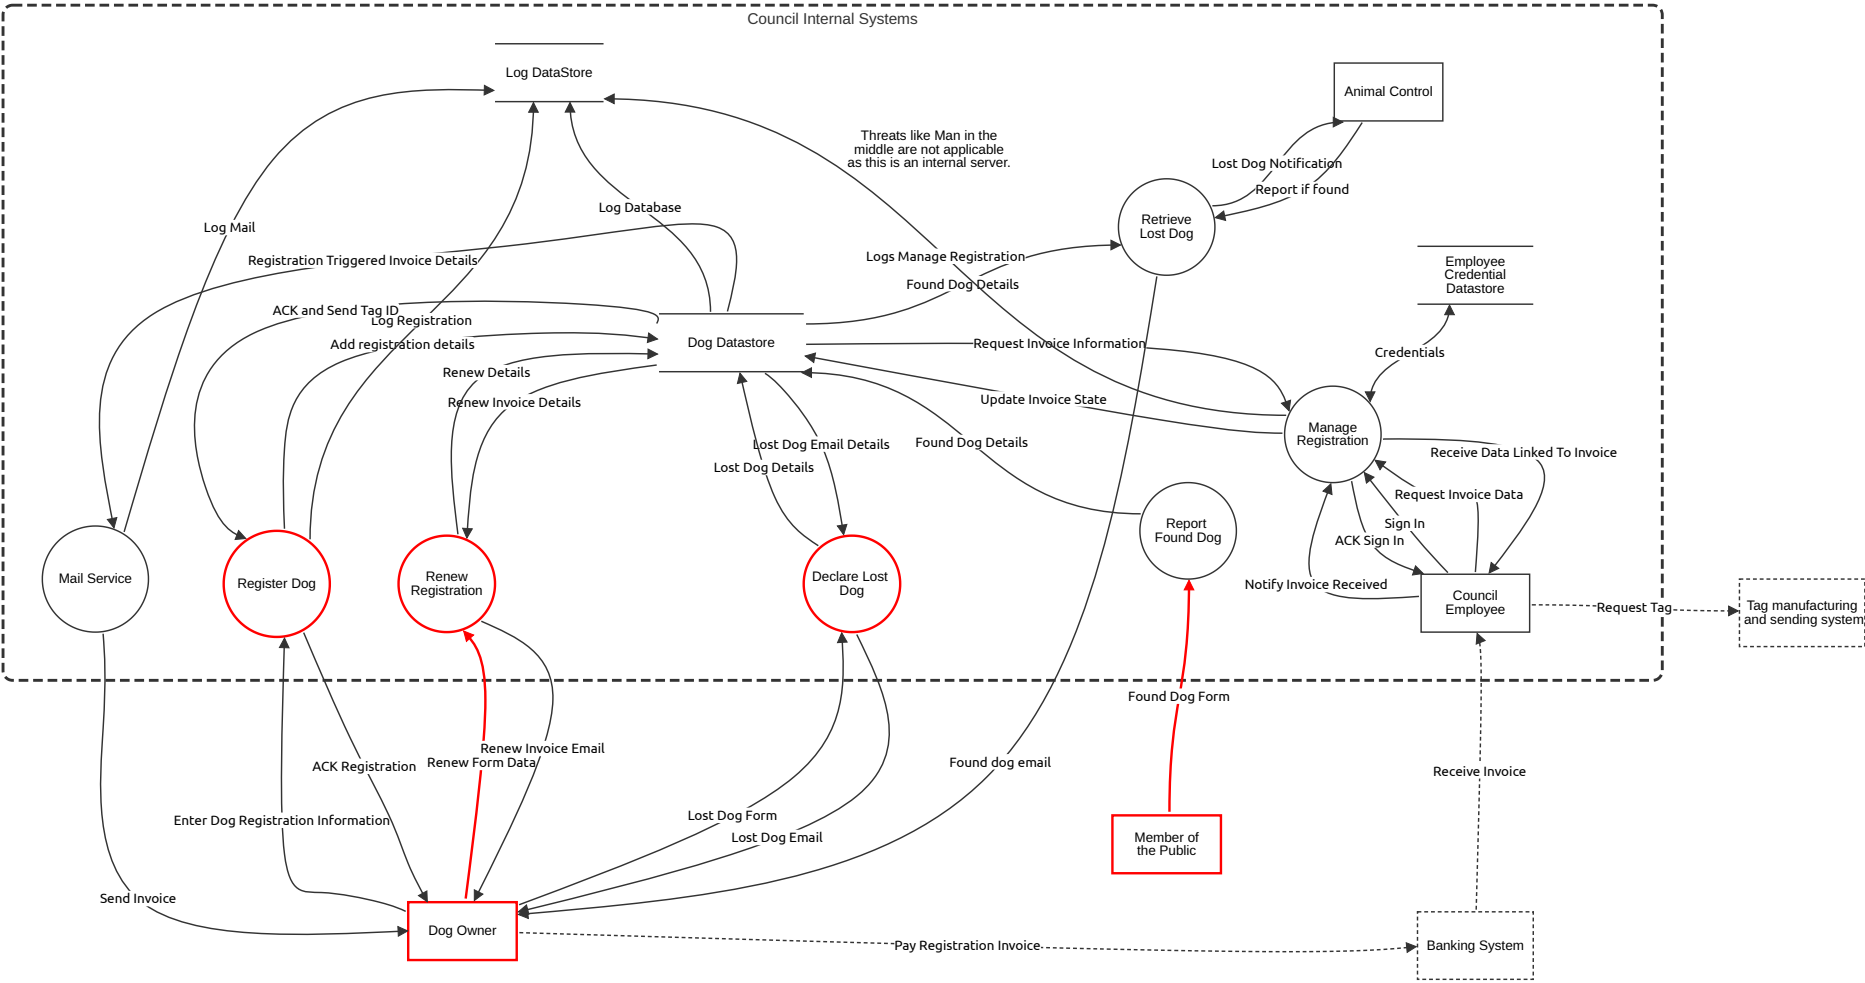 Council Internal Systems
Log DataStore
Animal Control
Threats like Man in the
middle are not applicable
as this is an internal server.
Lost Dog Notification
Report if found
Log Database
Retrieve
Lost Dog
Log Mail
Registration Triggered Invoice Details
Logs Manage Registration
Found Dog Details
Employee
Credential
Datastore
ACK and Send Tag ID
Log Registration
Add registration details
Dog Datastore
Request Invoice Information
Credentials
Renew Details
Renew Invoice Details
Update Invoice State
Manage
Registration
Lost Dog Email Details
Found Dog Details
Lost Dog Details
Receive Data Linked To Invoice
Request Invoice Data
Sign In
ACK Sign In
Report
Found Dog
Mail Service
Register Dog
Renew
Registration
Declare Lost
Dog
Notify Invoice Received
Council
Employee
Request Tag
Tag manufacturing
and sending system
Found Dog Form
Renew Invoice Email
Renew Form Data
ACK Registration
Found dog email
Receive Invoice
Enter Dog Registration Information
Lost Dog Form
Lost Dog Email
Member of
the Public
Send Invoice
Dog Owner
Pay Registration Invoice
Banking System